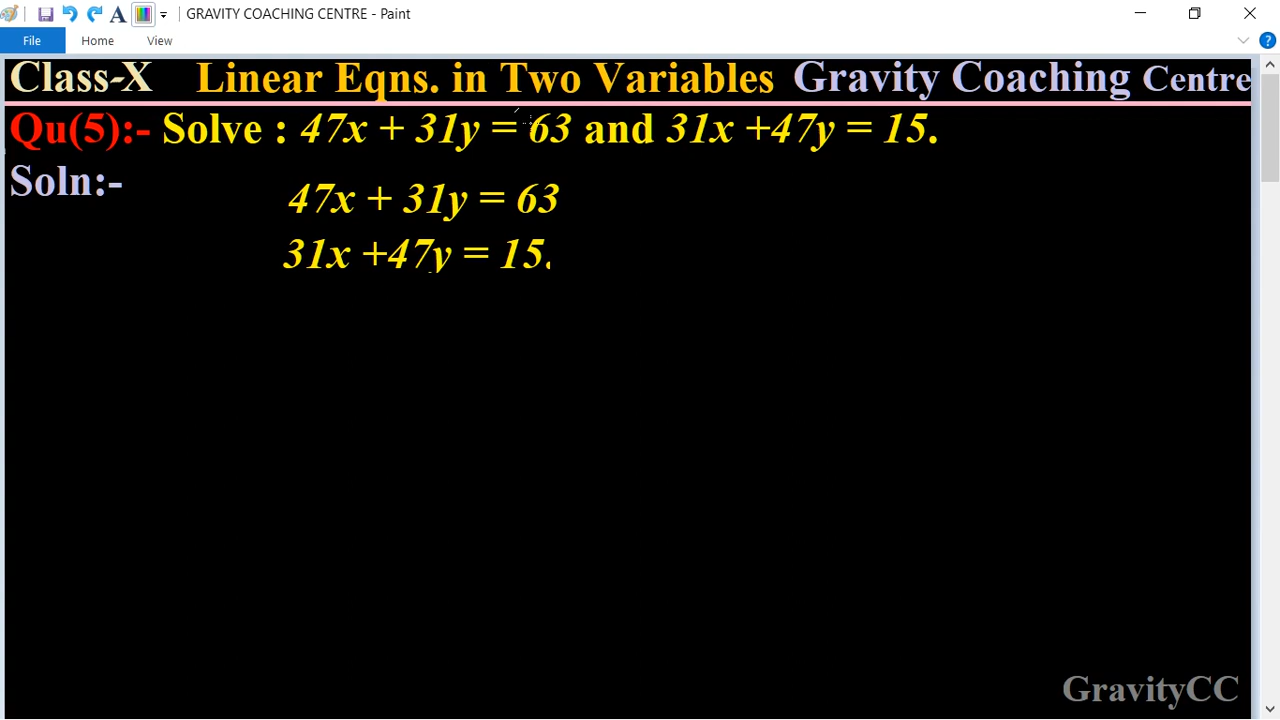 GRAVITY COACHING CENTRE - Paint
File Home View
Class-X Linear Eqns. in Two Variables Gravity Coaching Centre
Qu(5):- Solve : 47x + 31y = 63 and 31x +47y = 15.
Soln:-
47x + 31y = 63
31x +47y = 15.
GravityCC